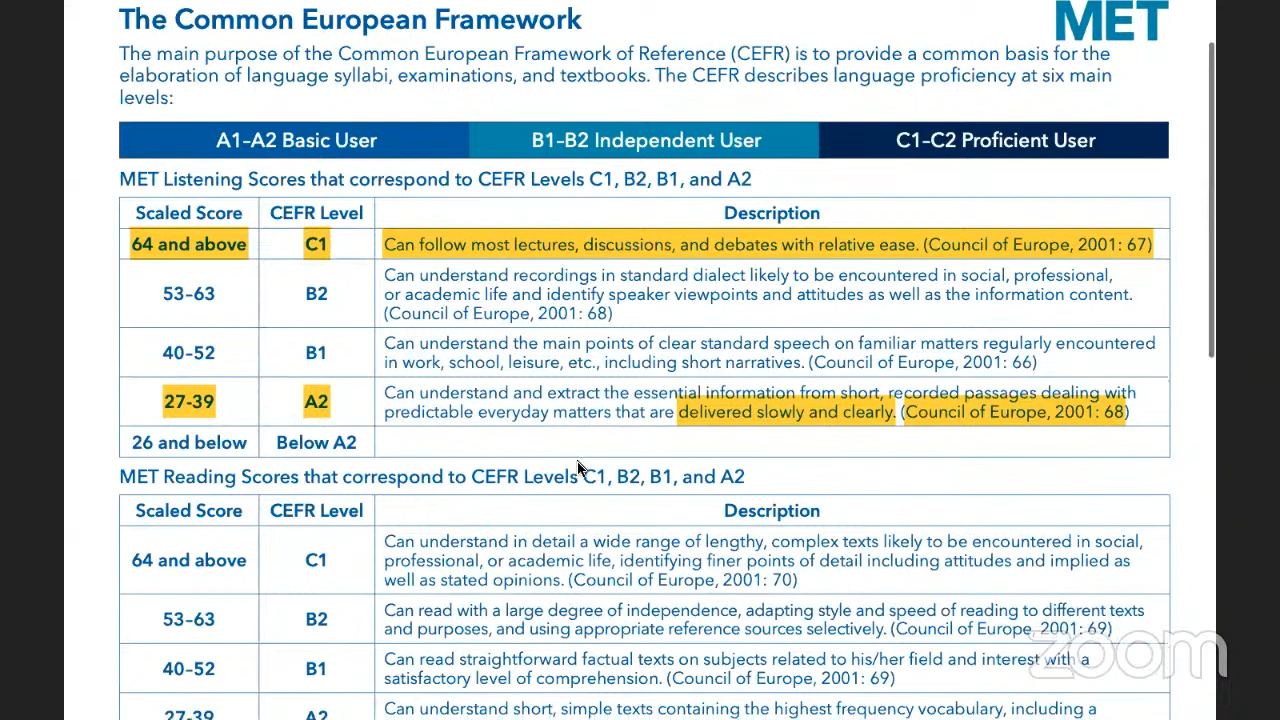 The Common European Framework
MET
The main purpose of the Common European Framework of Reference (CEFR) is to provide a common basis for the
elaboration of language syllabi, examinations, and textbooks. The CEFR describes language proficiency at six main
levels:
A1–A2 Basic User B1–B2 Independent User C1–C2 Proficient User
MET Listening Scores that correspond to CEFR Levels C1, B2, B1, and A2
Scaled Score CEFR Level Description
64 and above C1 Can follow most lectures, discussions, and debates with relative ease. (Council of Europe, 2001: 67)
53–63 B2 Can understand recordings in standard dialect likely to be encountered in social, professional,
or academic life and identify speaker viewpoints and attitudes as well as the information content.
(Council of Europe, 2001: 68)
40–52 B1 Can understand the main points of clear standard speech on familiar matters regularly encountered
in work, school, leisure, etc., including short narratives. (Council of Europe, 2001: 66)
27-39 A2 Can understand and extract the essential information from short, recorded passages dealing with
predictable everyday matters that are delivered slowly and clearly. (Council of Europe, 2001: 68)
26 and below Below A2
MET Reading Scores that correspond to CEFR Levels C1, B2, B1, and A2
Scaled Score CEFR Level Description
64 and above C1 Can understand in detail a wide range of lengthy, complex texts likely to be encountered in social,
professional, or academic life, identifying finer points of detail including attitudes and implied as
well as stated opinions. (Council of Europe, 2001: 70)
53–63 B2 Can read with a large degree of independence, adapting style and speed of reading to different texts
and purposes, and using appropriate reference sources selectively. (Council of Europe, 2001: 69)
40–52 B1 Can read straightforward factual texts on subjects related to his/her field and interest with a
satisfactory level of comprehension. (Council of Europe, 2001: 69)
27-39 A2 Can understand short, simple texts containing the highest frequency vocabulary, including a
zoom